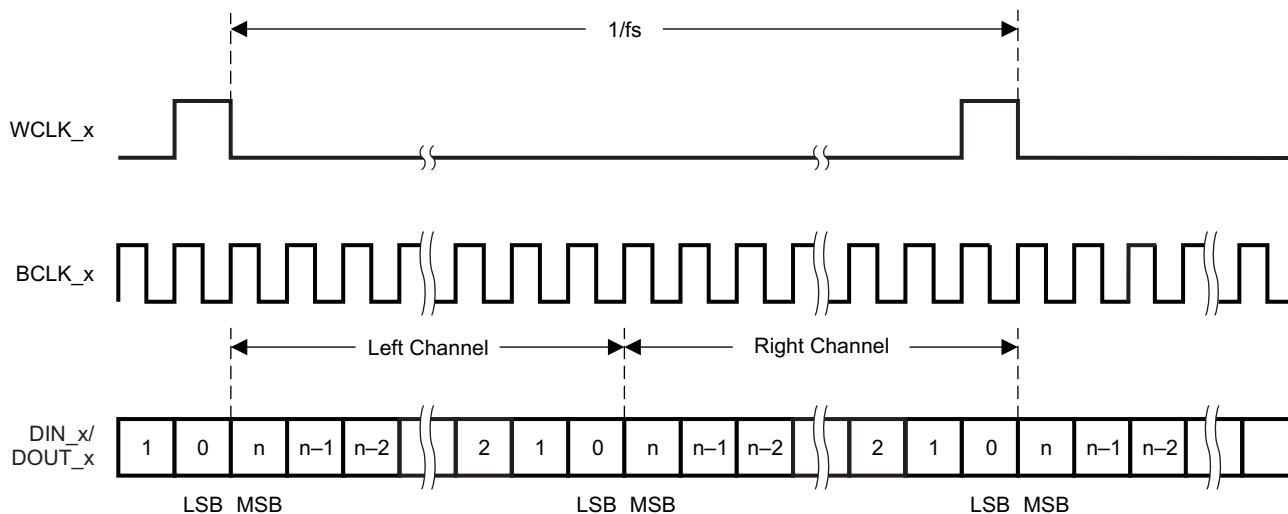 1/fs
WCLK_x
BCLK_x
Left Channel
Right Channel
DIN_x/
DOUT_x
1 0 n n–1 n–2 2 1 0 n n–1 n–2 2 1 0 n n–1 n–2
LSB MSB LSB MSB LSB MSB